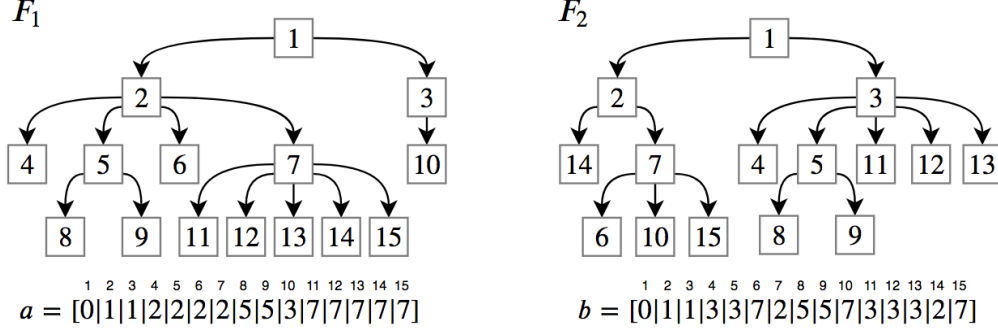 F₁ F₂
1 1
2 3 2 3
4 5 6 7 10 14 7 4 5 11 12 13
8 9 11 12 13 14 15 6 10 15 8 9
1 2 3 4 5 6 7 8 9 10 11 12 13 14 15 1 2 3 4 5 6 7 8 9 10 11 12 13 14 15
a = [0|1|1|2|2|2|2|5|5|3|7|7|7|7|7] b = [0|1|1|3|3|7|2|5|5|7|3|3|3|2|7]